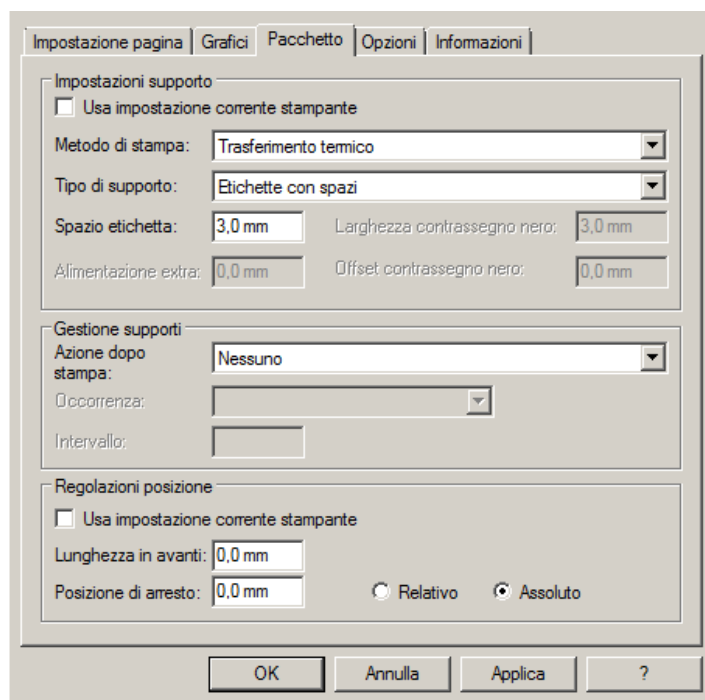 Impostazione pagina Grafici Pacchetto Opzioni Informazioni
Impostazioni supporto
Usa impostazione corrente stampante
Metodo di stampa: Trasferimento termico
Tipo di supporto: Etichette con spazi
Spazio etichetta: 3,0 mm Larghezza contrassegno nero: 3,0 mm
Alimentazione extra: 0,0 mm Offset contrassegno nero: 0,0 mm
Gestione supporti
Azione dopo
stampa: Nessuno
Occorrenza:
Intervallo:
Regolazioni posizione
Usa impostazione corrente stampante
Lunghezza in avanti: 0,0 mm
Posizione di arresto: 0,0 mm Relativo Assoluto
OK Annulla Applica ?